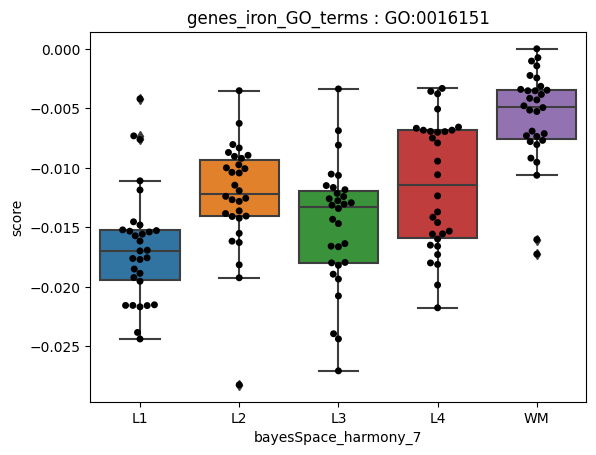 genes_iron_GO_terms : GO:0016151
0.000
−0.005
−0.010
−0.015
−0.020
−0.025
score
L1 L2 L3 L4 WM
bayesSpace_harmony_7